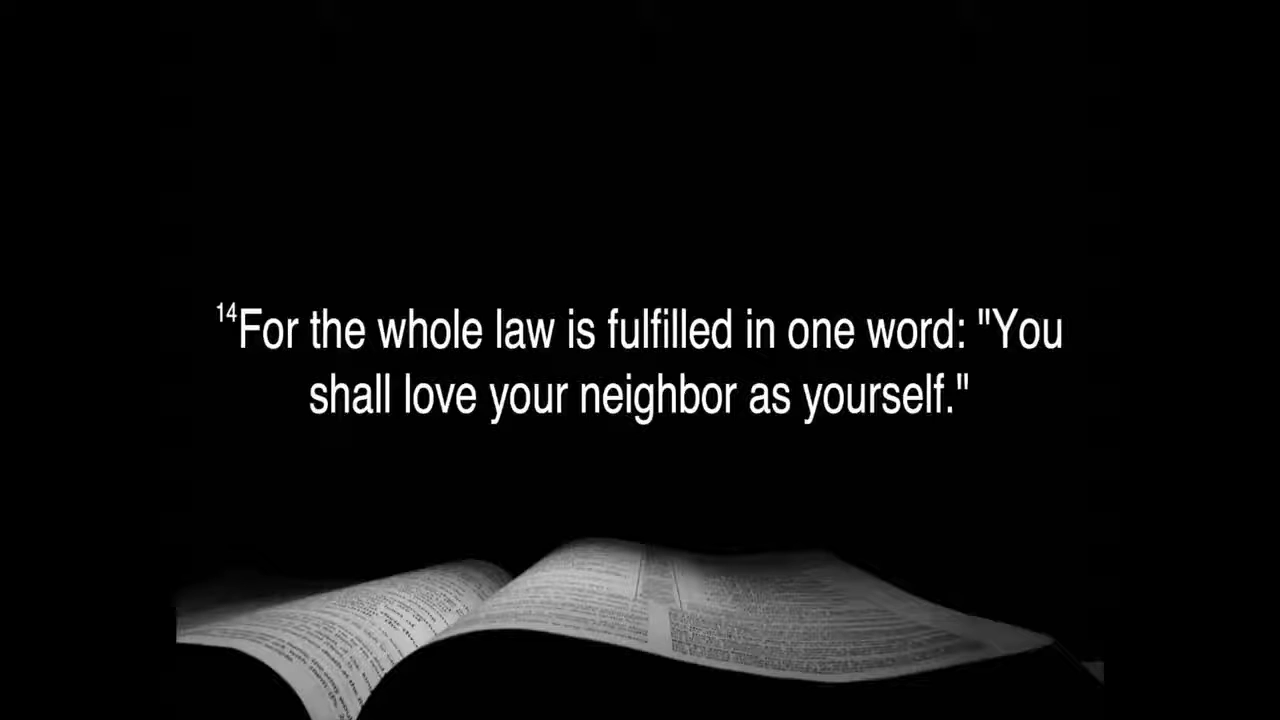 14For the whole law is fulfilled in one word: "You
shall love your neighbor as yourself."